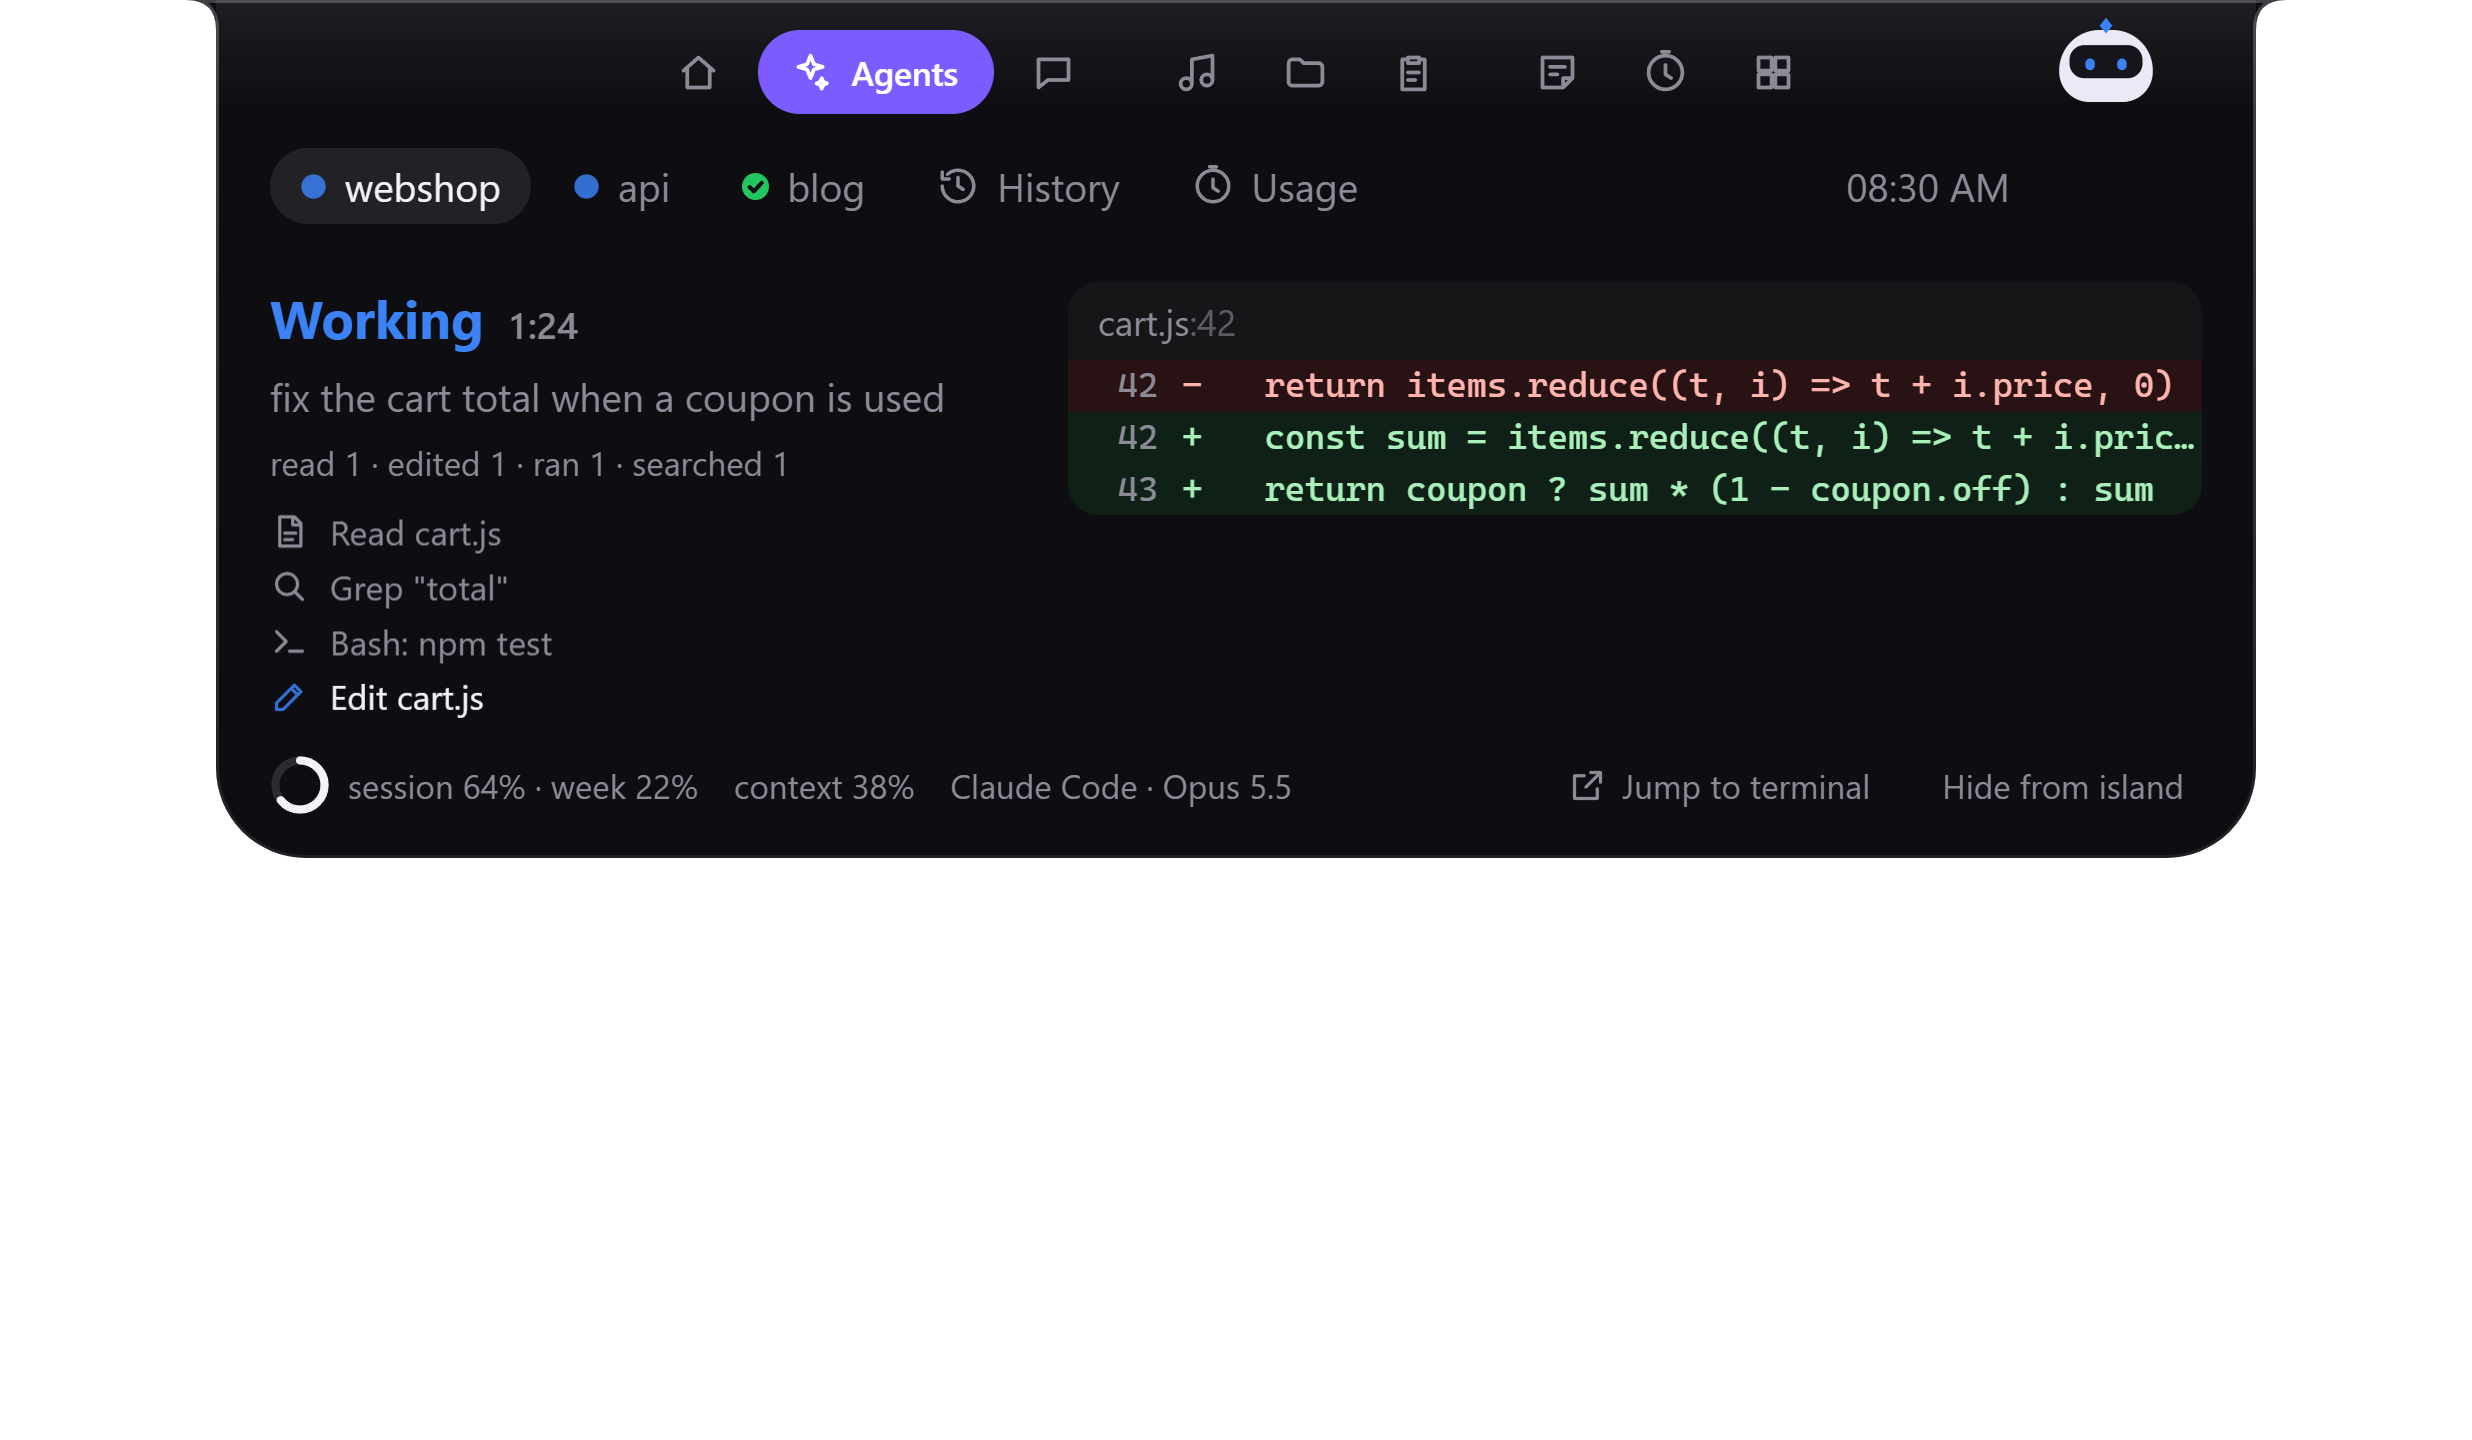 Agents
webshop api blog History Usage 08:30 AM
Working 1:24
fix the cart total when a coupon is used
read 1 · edited 1 · ran 1 · searched 1
Read cart.js
Grep "total"
Bash: npm test
Edit cart.js
cart.js:42
42 − return items.reduce((t, i) => t + i.price, 0)
42 + const sum = items.reduce((t, i) => t + i.pric…
43 + return coupon ? sum * (1 − coupon.off) : sum
session 64% · week 22% context 38% Claude Code · Opus 5.5 Jump to terminal Hide from island